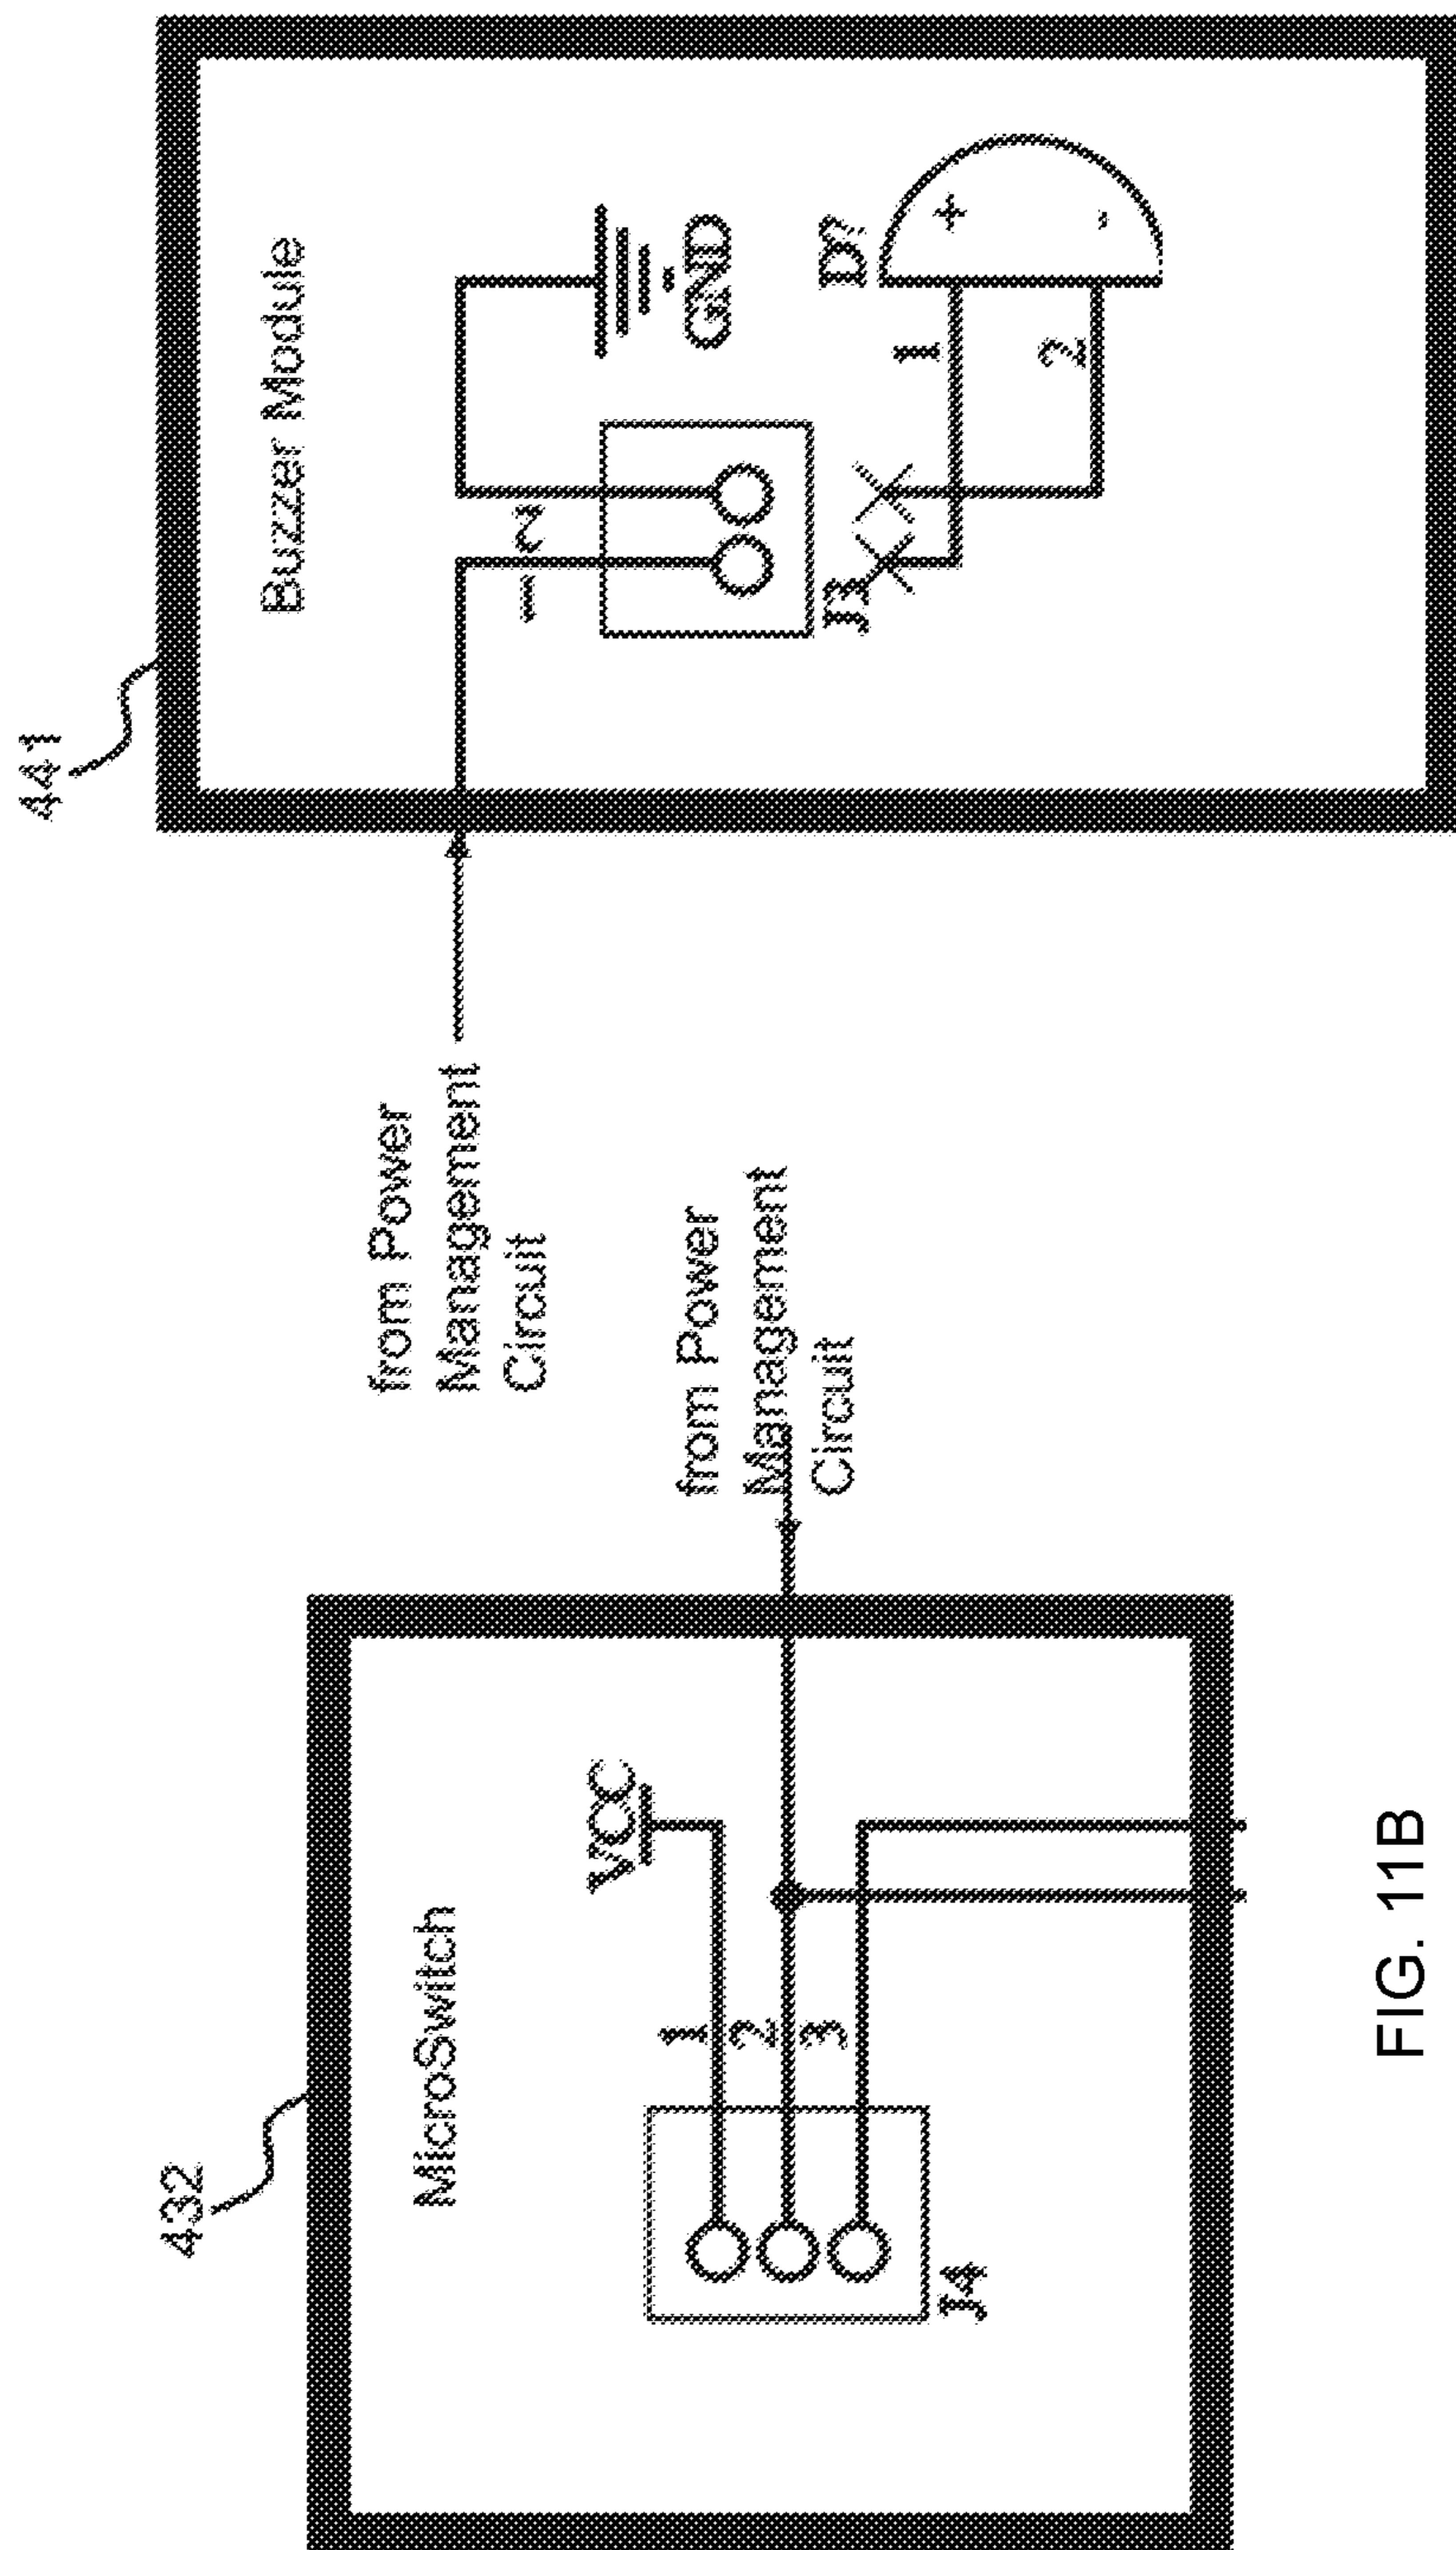 432
MicroSwitch
VCC
1
2
3
J4
from Power
Management
Circuit
from Power
Management
Circuit
441
Buzzer Module
1
2
GND
J3
D7
1
2
+
-
FIG. 11B